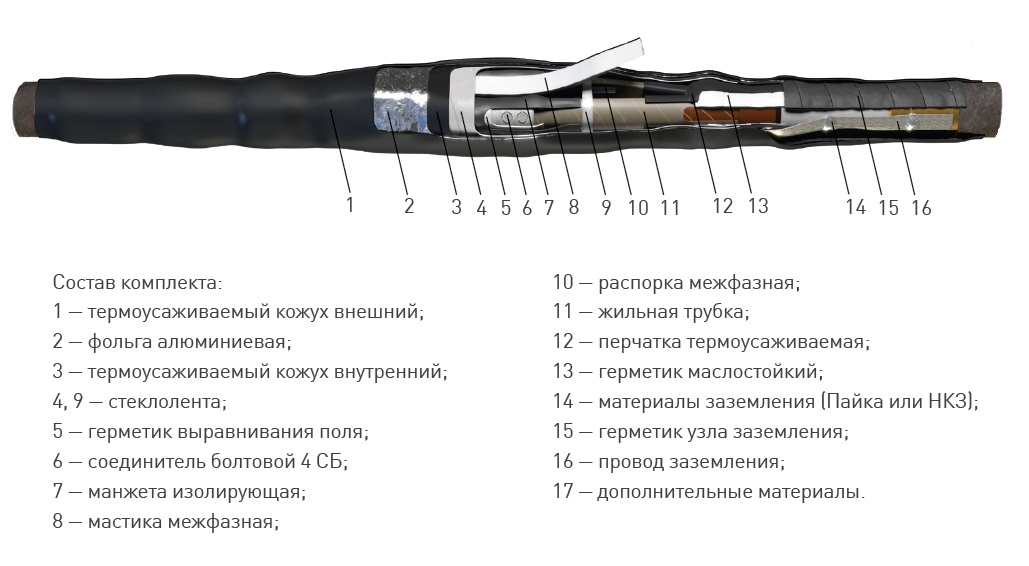 1 2 3 4 5 6 7 8 9 10 11 12 13 14 15 16
Состав комплекта:
1 — термоусаживаемый кожух внешний;
2 — фольга алюминиевая;
3 — термоусаживаемый кожух внутренний;
4, 9 — стеклолента;
5 — герметик выравнивания поля;
6 — соединитель болтовой 4 СБ;
7 — манжета изолирующая;
8 — мастика межфазная;
10 — распорка межфазная;
11 — жильная трубка;
12 — перчатка термоусаживаемая;
13 — герметик маслостойкий;
14 — материалы заземления (Пайка или НКЗ);
15 — герметик узла заземления;
16 — провод заземления;
17 — дополнительные материалы.